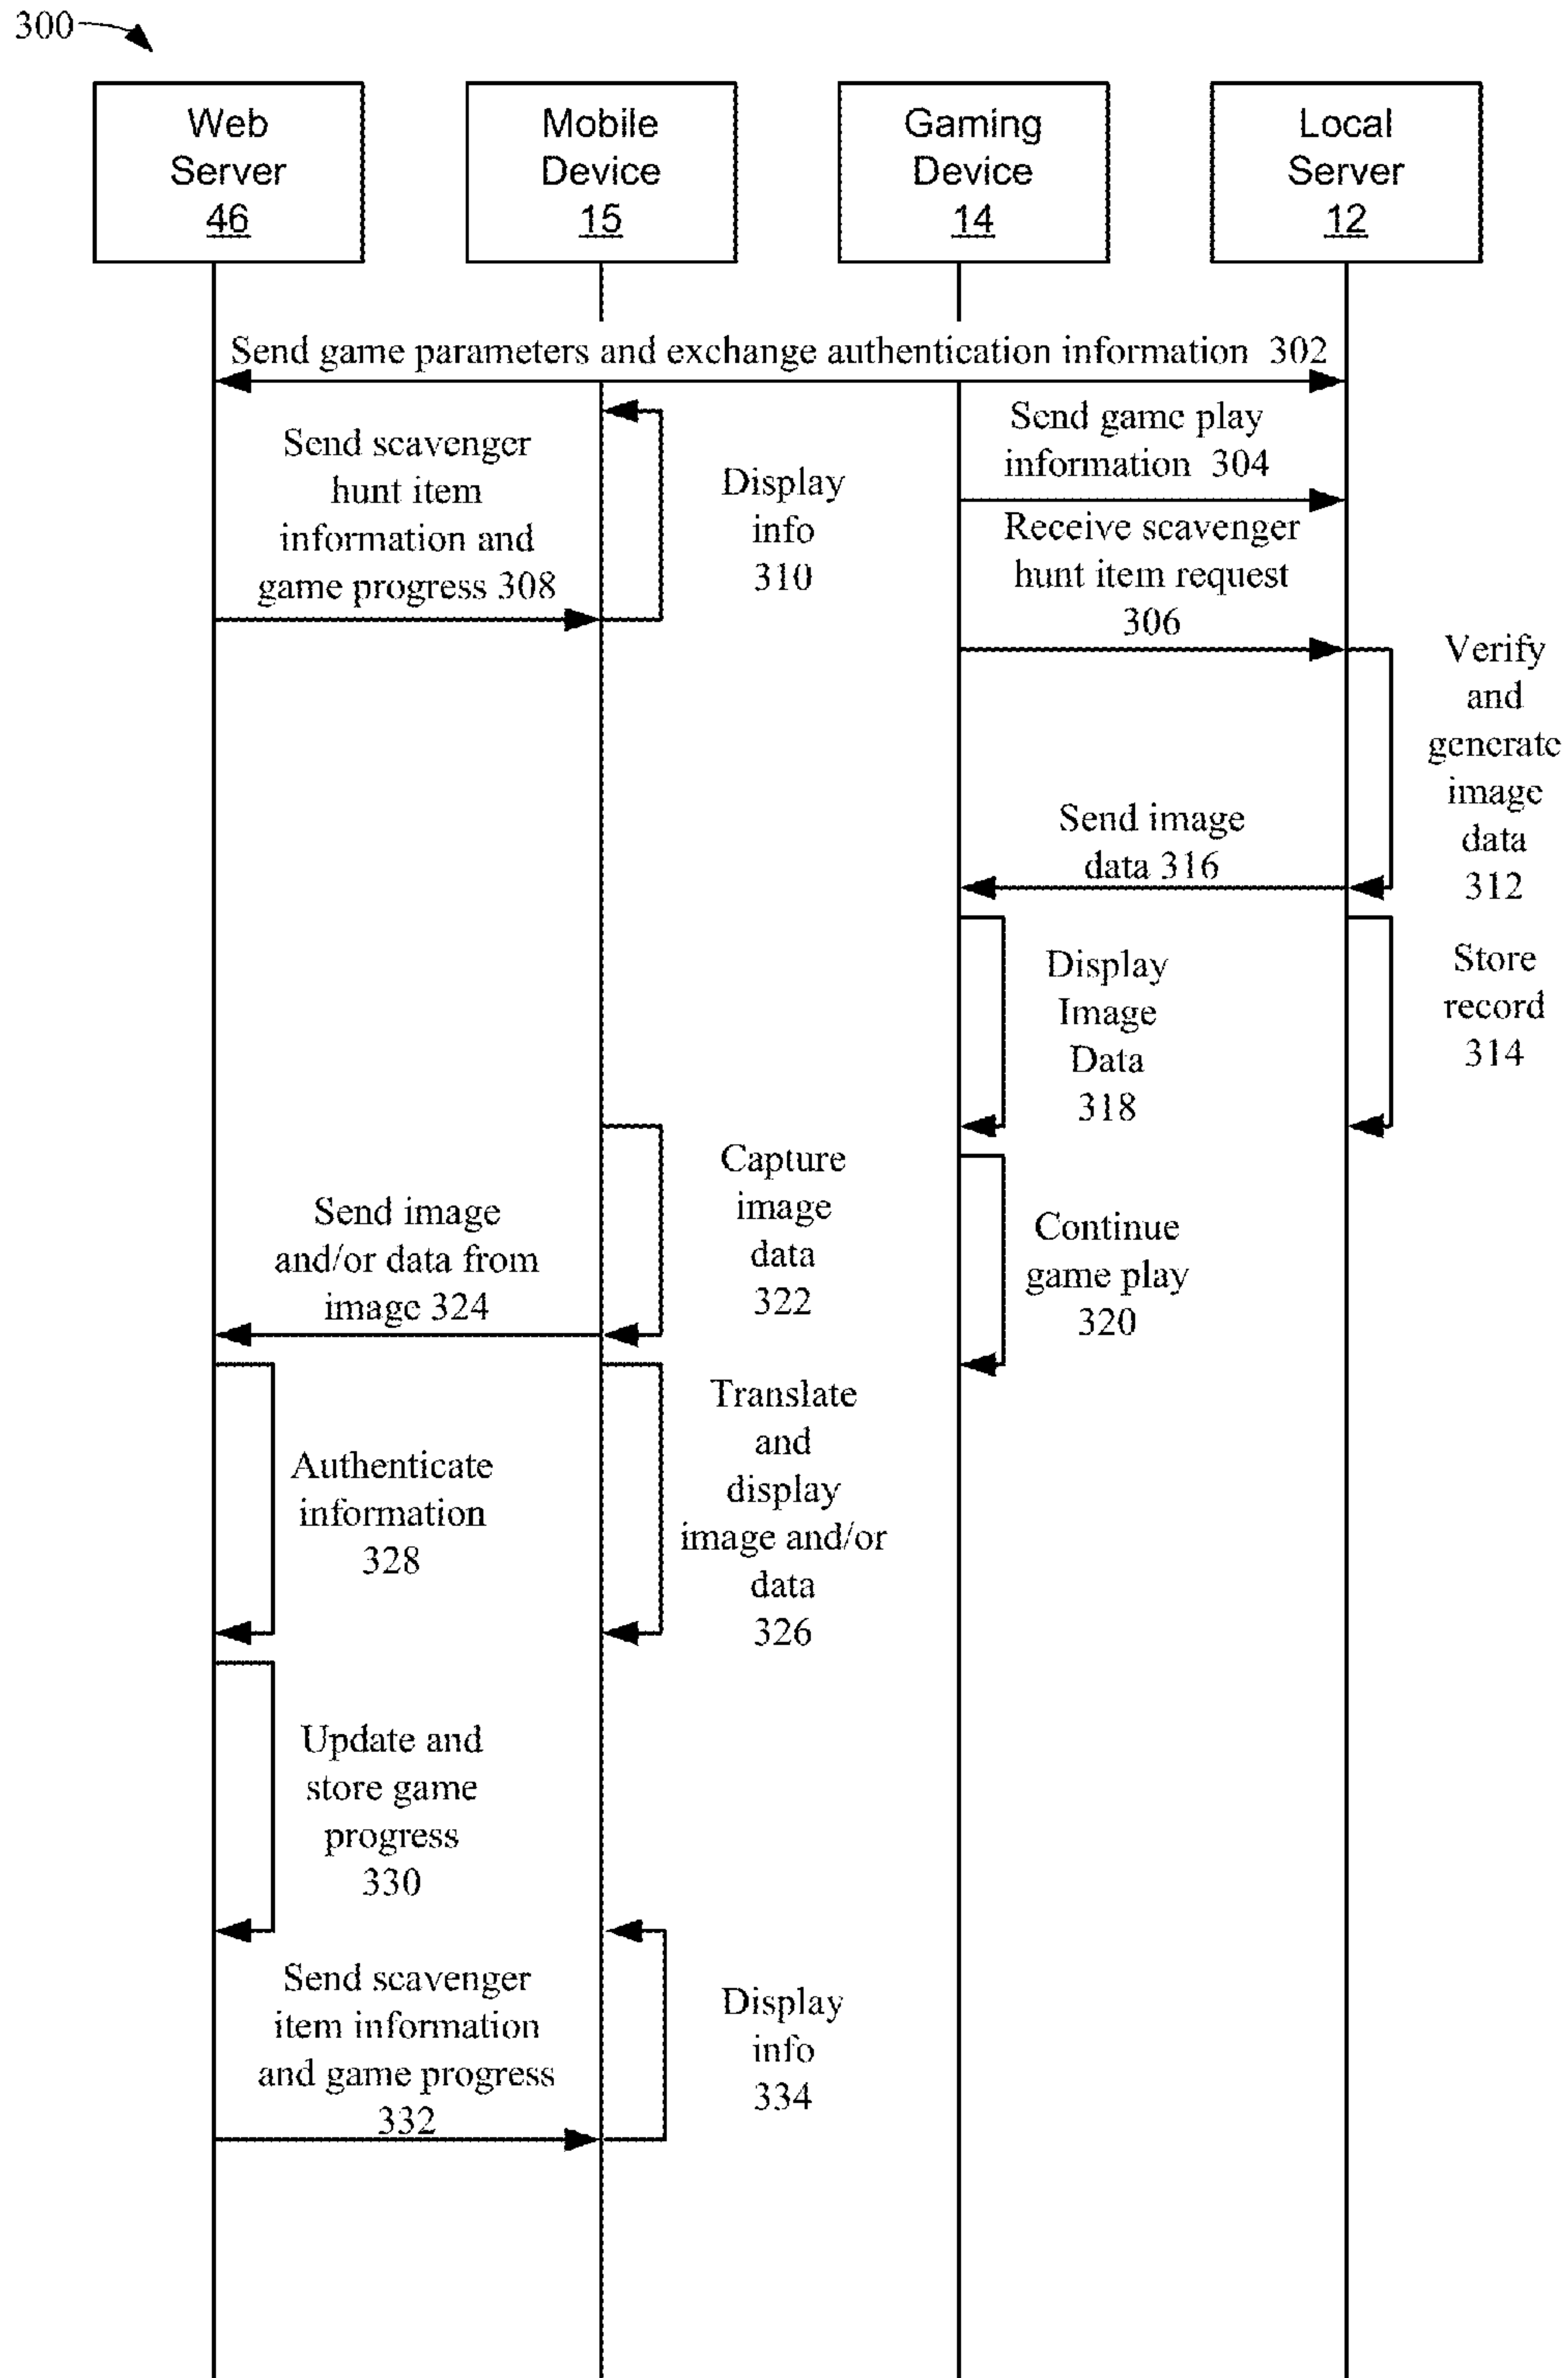 300
Web
Server
46
Mobile
Device
15
Gaming
Device
14
Local
Server
12
Send game parameters and exchange authentication information 302
Send scavenger
hunt item
information and
game progress 308
Display
info
310
Send game play
information 304
Receive scavenger
hunt item request
306
Verify
and
generate
image
data
312
Send image
data 316
Display
Image
Data
318
Store
record
314
Capture
image
data
322
Send image
and/or data from
image 324
Continue
game play
320
Authenticate
information
328
Translate
and
display
image and/or
data
326
Update and
store game
progress
330
Send scavenger
item information
and game progress
332
Display
info
334